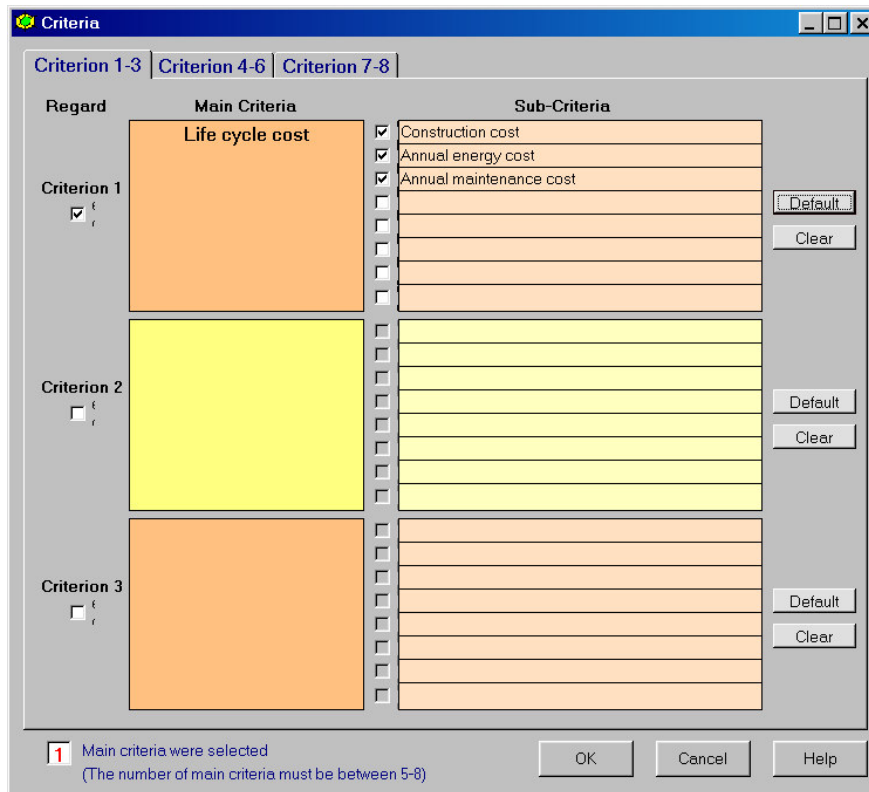 Criteria
Criterion 1-3 Criterion 4-6 Criterion 7-8
Regard Main Criteria Sub-Criteria
Life cycle cost
Construction cost
Annual energy cost
Annual maintenance cost
Criterion 1
Default
Clear
Criterion 2
Default
Clear
Criterion 3
Default
Clear
1 Main criteria were selected
(The number of main criteria must be between 5-8)
OK Cancel Help